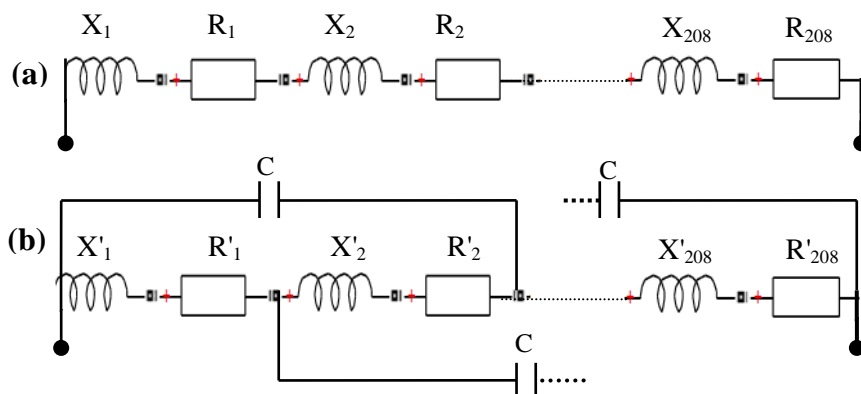 X₁ R₁ X₂ R₂ X₂₀₈ R₂₀₈
(a)
C C
(b)
X'₁ R'₁ X'₂ R'₂ X'₂₀₈ R'₂₀₈
C